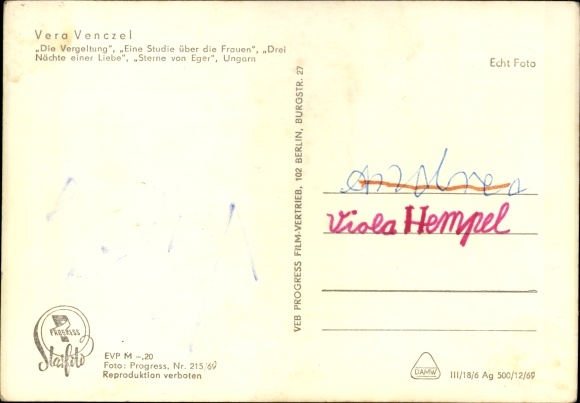 Vera Venczel
„Die Vergeltung“, „Eine Studie über die Frauen“, „Drei
Nächte einer Liebe“, „Sterne von Eger“, Ungarn
Echt Foto
VEB PROGRESS FILM-VERTRIEB, 102 BERLIN, BURGSTR. 27
Viola Hempel
PROGRESS
Starfoto
EVP M –,20
Foto: Progress, Nr. 215/69
Reproduktion verboten
DAMW
III/18/6 Ag 500/12/69